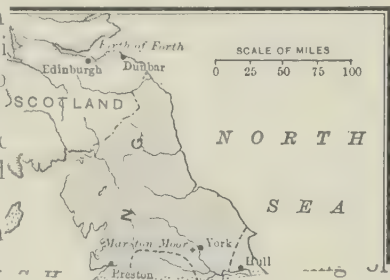 Firth of Forth
Edinburgh
Dunbar
SCALE OF MILES
0 25 50 75 100
SCOTLAND
NORTH
SEA
G
N
Marston Moor
York
Hull
Preston
S H